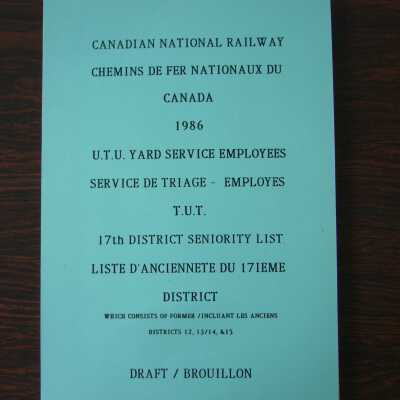 CANADIAN NATIONAL RAILWAY
CHEMINS DE FER NATIONAUX DU
CANADA
1986
U.T.U. YARD SERVICE EMPLOYEES
SERVICE DE TRIAGE - EMPLOYES
T.U.T.
17th DISTRICT SENIORITY LIST
LISTE D'ANCIENNETE DU 17IEME
DISTRICT
WHICH CONSISTS OF FORMER /INCLUANT LES ANCIENS
DISTRICTS 12, 13/14, &15
DRAFT / BROUILLON